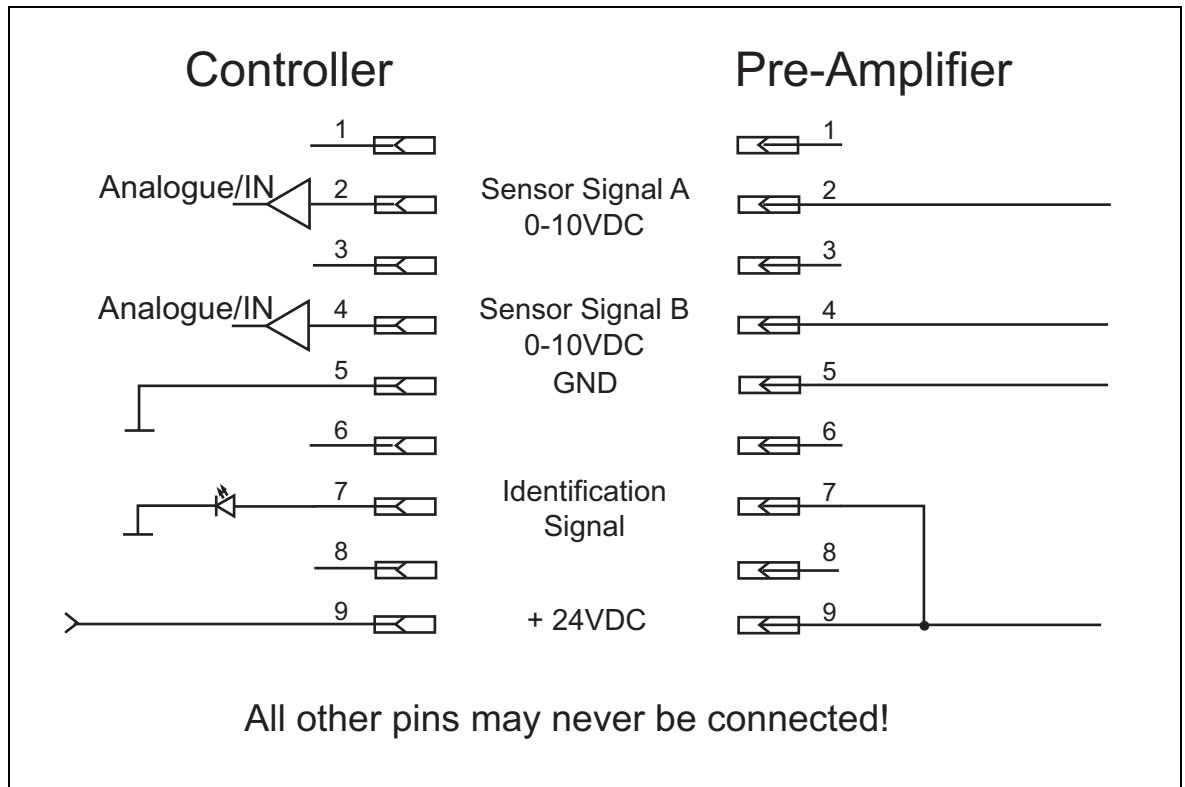 Controller Pre-Amplifier
1 1
Analogue/IN 2 Sensor Signal A 2
0-10VDC
3 3
Analogue/IN 4 Sensor Signal B 4
0-10VDC
5 GND 5
6 6
7 Identification 7
Signal
8 8
9 + 24VDC 9
All other pins may never be connected!